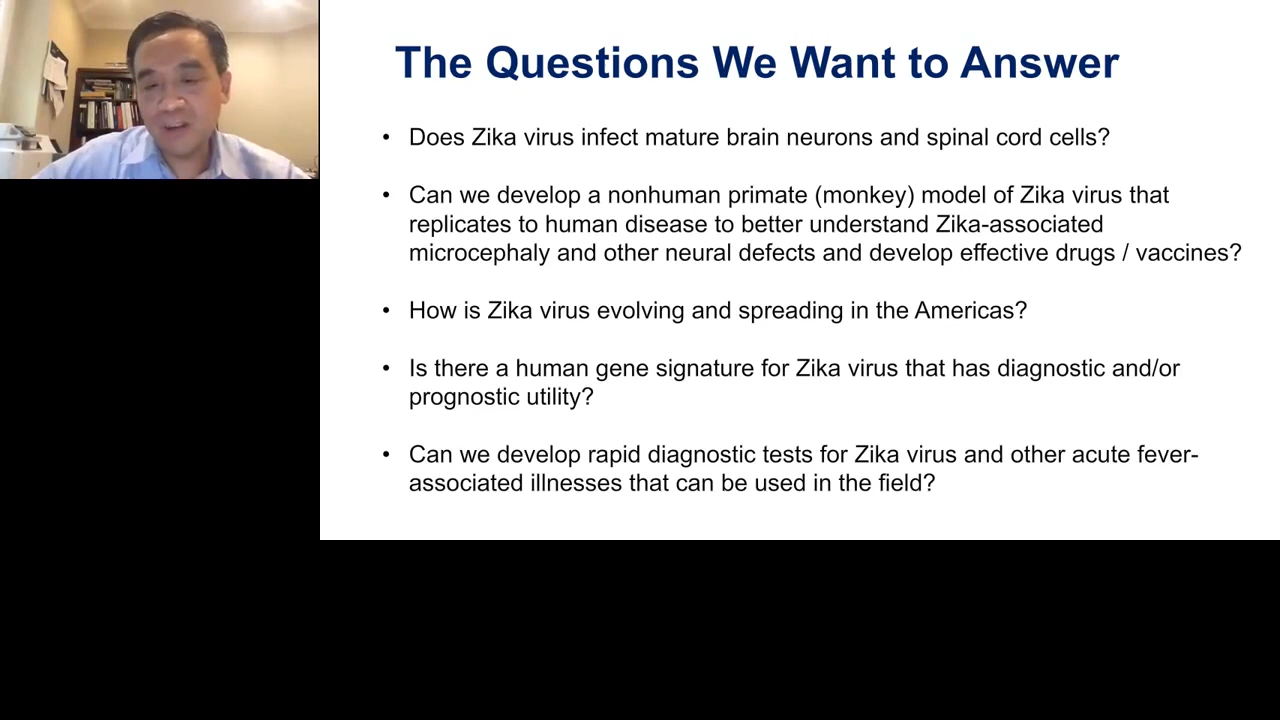 The Questions We Want to Answer
• Does Zika virus infect mature brain neurons and spinal cord cells?
• Can we develop a nonhuman primate (monkey) model of Zika virus that
replicates to human disease to better understand Zika-associated
microcephaly and other neural defects and develop effective drugs / vaccines?
• How is Zika virus evolving and spreading in the Americas?
• Is there a human gene signature for Zika virus that has diagnostic and/or
prognostic utility?
• Can we develop rapid diagnostic tests for Zika virus and other acute fever-
associated illnesses that can be used in the field?